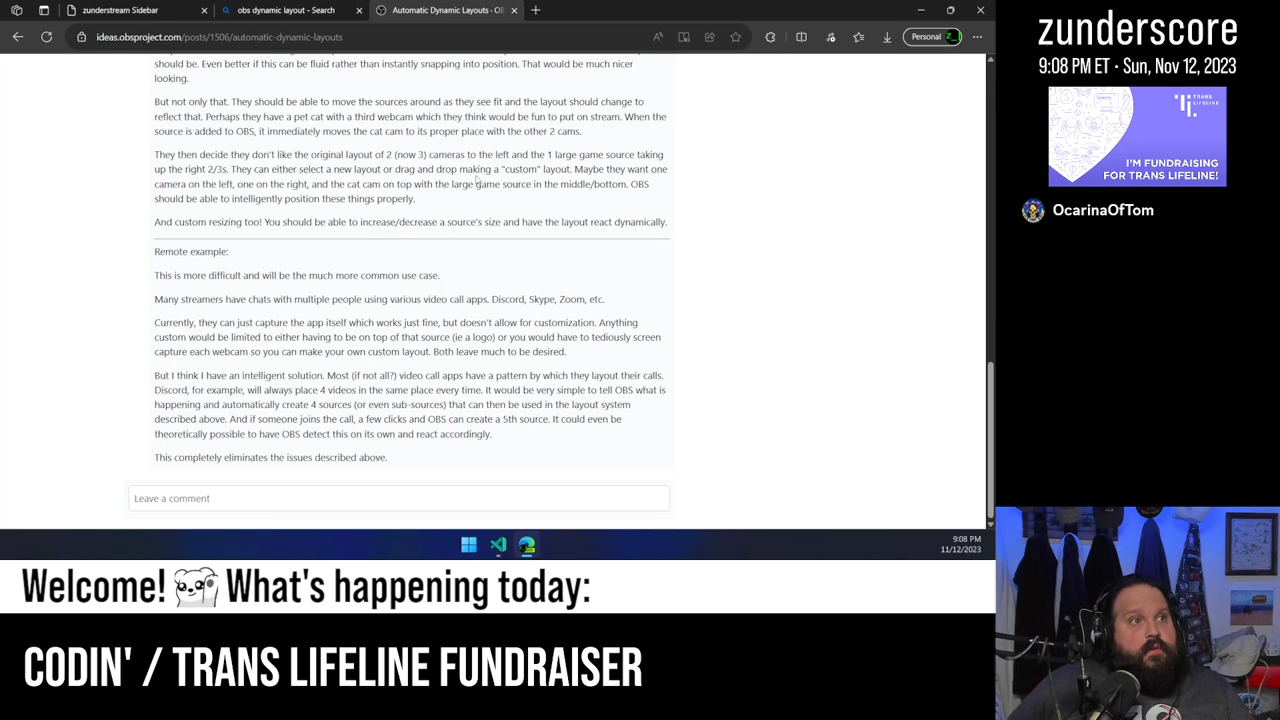 zunderstream Sidebar
obs dynamic layout - Search
Automatic Dynamic Layouts · OB
ideas.obsproject.com/posts/1506/automatic-dynamic-layouts
Personal
should be. Even better if this can be fluid rather than instantly snapping into position. That would be much nicer
looking.
But not only that. They should be able to move the sources around as they see fit and the layout should change to
reflect that. Perhaps they have a pet cat with a third webcam which they think would be fun to put on stream. When the
source is added to OBS, it immediately moves the cat cam to its proper place with the other 2 cams.
They then decide they don't like the original layout of 2 (now 3) cameras to the left and the 1 large game source taking
up the right 2/3s. They can either select a new layout or drag and drop making a "custom" layout. Maybe they want one
camera on the left, one on the right, and the cat cam on top with the large game source in the middle/bottom. OBS
should be able to intelligently position these things properly.
And custom resizing too! You should be able to increase/decrease a source's size and have the layout react dynamically.
Remote example:
This is more difficult and will be the much more common use case.
Many streamers have chats with multiple people using various video call apps. Discord, Skype, Zoom, etc.
Currently, they can just capture the app itself which works just fine, but doesn't allow for customization. Anything
custom would be limited to either having to be on top of that source (ie a logo) or you would have to tediously screen
capture each webcam so you can make your own custom layout. Both leave much to be desired.
But I think I have an intelligent solution. Most (if not all?) video call apps have a pattern by which they layout their calls.
Discord, for example, will always place 4 videos in the same place every time. It would be very simple to tell OBS what is
happening and automatically create 4 sources (or even sub-sources) that can then be used in the layout system
described above. And if someone joins the call, a few clicks and OBS can create a 5th source. It could even be
theoretically possible to have OBS detect this on its own and react accordingly.
This completely eliminates the issues described above.
Leave a comment
9:08 PM
11/12/2023
Welcome! What's happening today:
CODIN' / TRANS LIFELINE FUNDRAISER
zunderscore
9:08 PM ET · Sun, Nov 12, 2023
TRANS
LIFELINE
I'M FUNDRAISING
FOR TRANS LIFELINE!
OcarinaOfTom